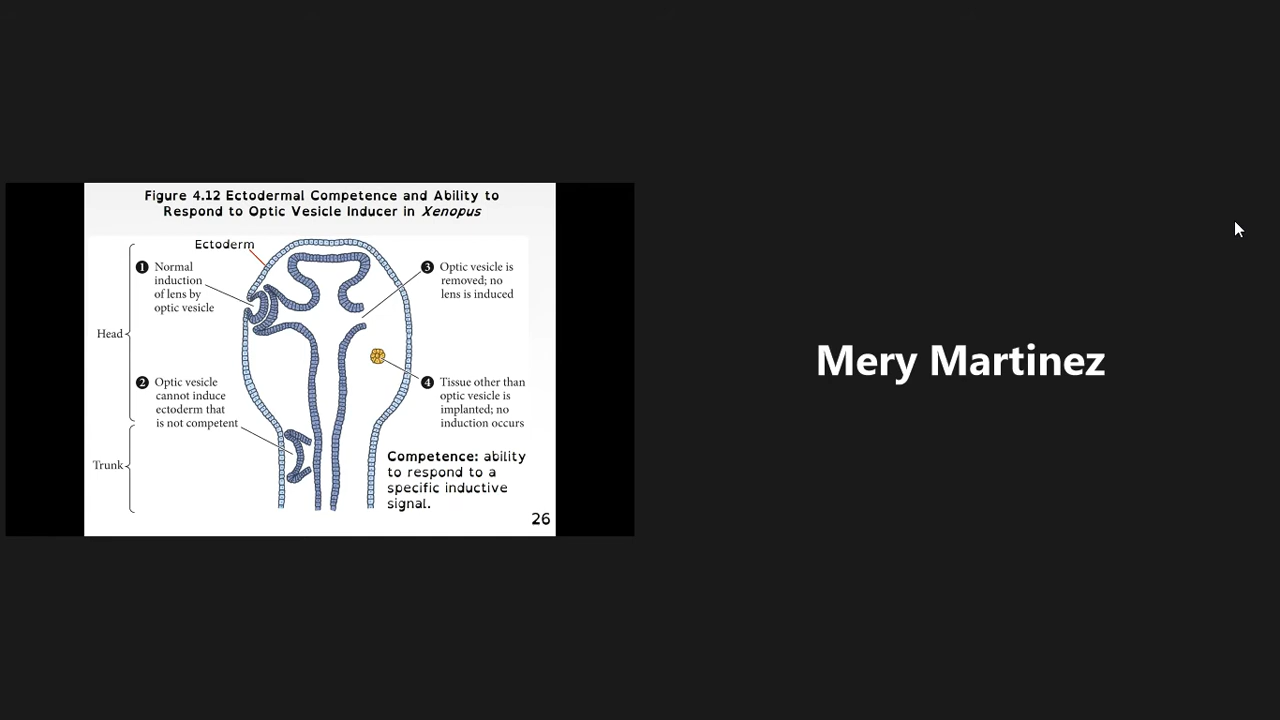 Figure 4.12 Ectodermal Competence and Ability to
Respond to Optic Vesicle Inducer in Xenopus
Ectoderm
1 Normal
induction
of lens by
optic vesicle
3 Optic vesicle is
removed; no
lens is induced
Head
2 Optic vesicle
cannot induce
ectoderm that
is not competent
4 Tissue other than
optic vesicle is
implanted; no
induction occurs
Trunk
Competence: ability
to respond to a
specific inductive
signal.
26
Mery Martinez